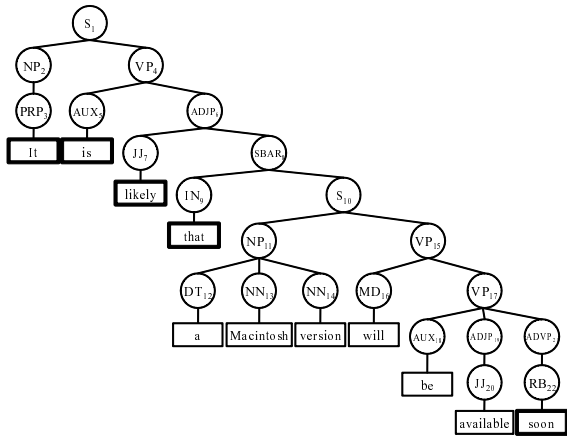 S1
NP2 VP4
PRP3 AUX5 ADJP6
It is JJ7 SBAR8
likely IN9 S10
that NP11 VP15
DT12 NN13 NN14 MD16 VP17
a Macintosh version will AUX18 ADJP19 ADVP2
be JJ20 RB22
available soon